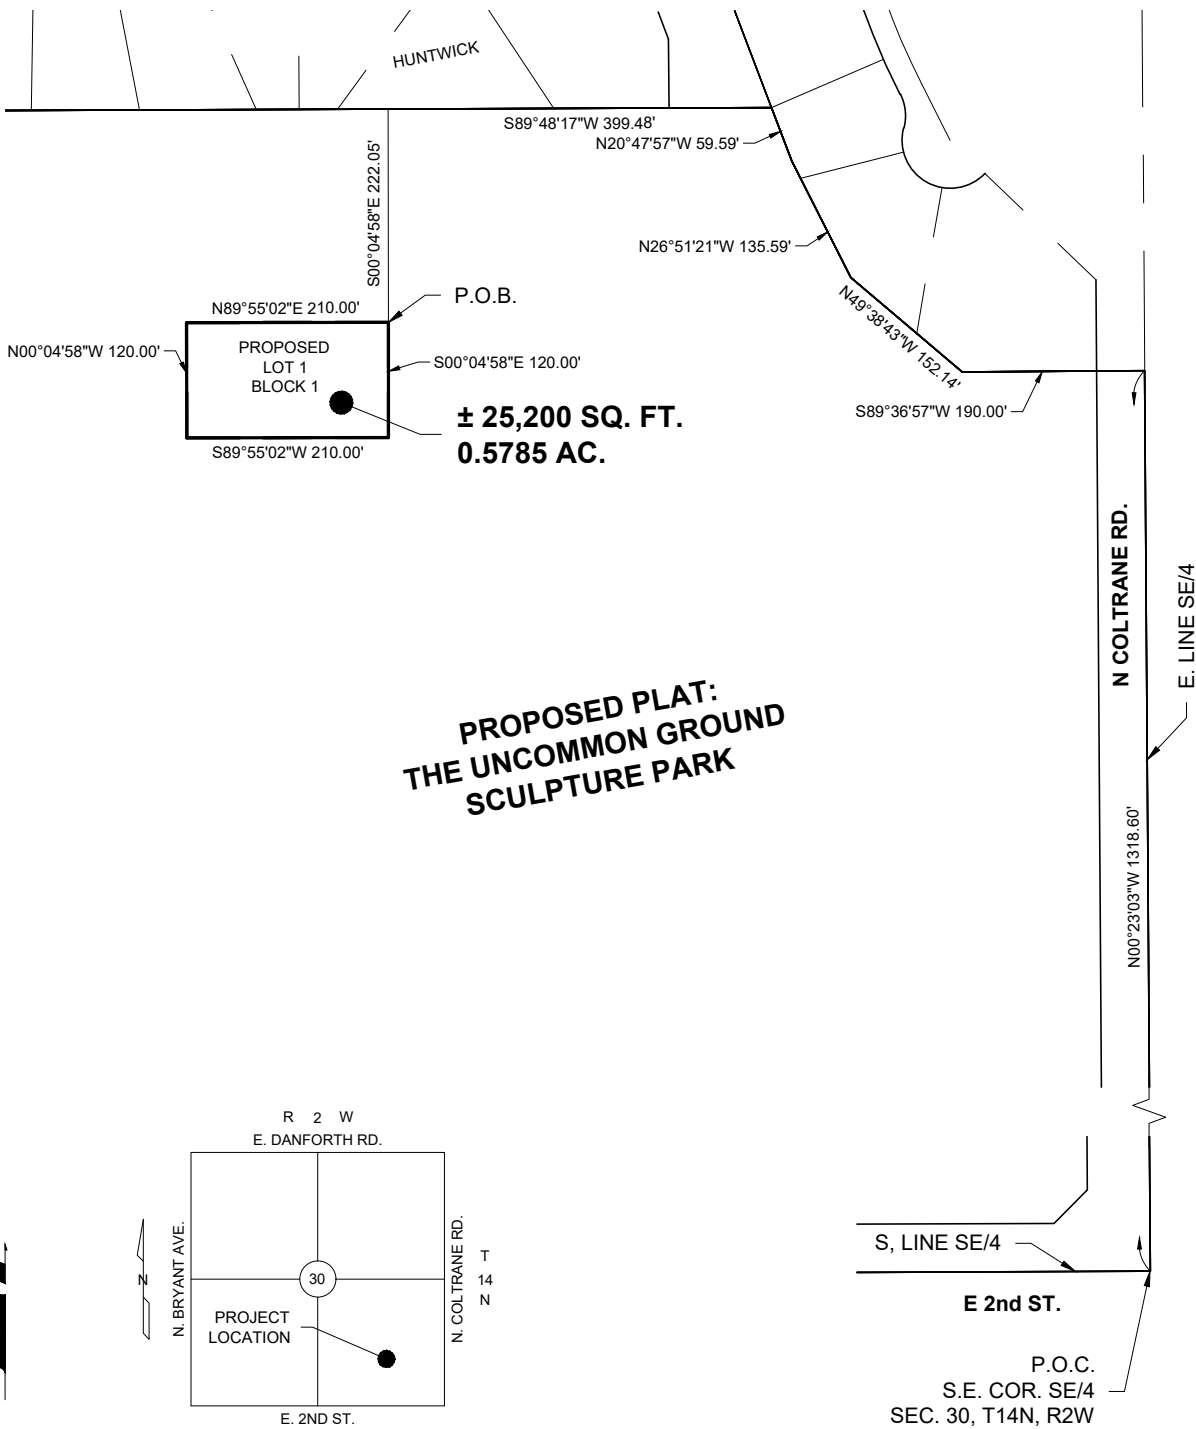 HUNTWICK
S89°48'17"W 399.48'
N20°47'57"W 59.59'
S00°04'58"E 222.05'
N26°51'21"W 135.59'
P.O.B.
N89°55'02"E 210.00'
N49°38'43"W 152.14'
N00°04'58"W 120.00'
PROPOSED
LOT 1
BLOCK 1
S00°04'58"E 120.00'
± 25,200 SQ. FT.
0.5785 AC.
S89°36'57"W 190.00'
S89°55'02"W 210.00'
N COLTRANE RD.
E. LINE SE/4
PROPOSED PLAT:
THE UNCOMMON GROUND
SCULPTURE PARK
N00°23'03"W 1318.60'
R 2 W
E. DANFORTH RD.
N. BRYANT AVE.
N
30
N. COLTRANE RD.
T
14
N
PROJECT
LOCATION
E. 2ND ST.
S, LINE SE/4
E 2nd ST.
P.O.C.
S.E. COR. SE/4
SEC. 30, T14N, R2W